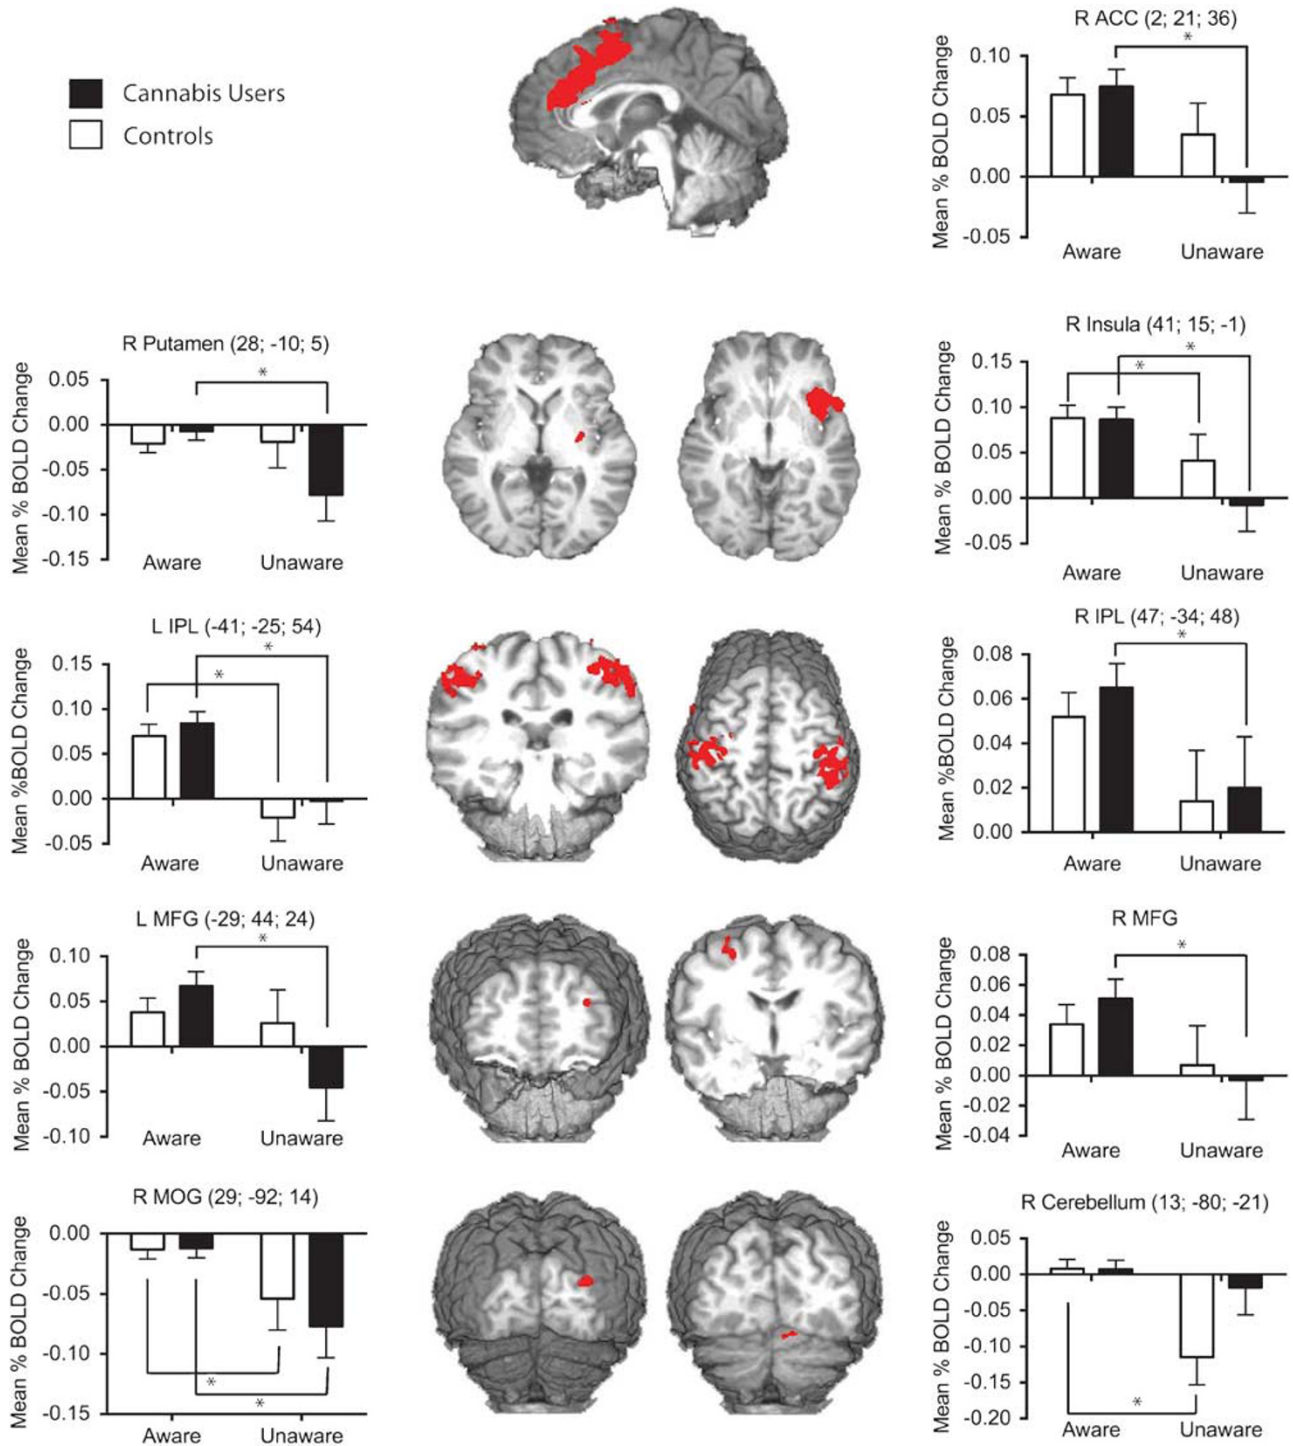 Cannabis Users
Controls
R ACC (2; 21; 36)
*
Mean % BOLD Change
0.10
0.05
0.00
-0.05
Aware Unaware
R Putamen (28; -10; 5)
*
Mean % BOLD Change
0.05
0.00
-0.05
-0.10
-0.15
Aware Unaware
R Insula (41; 15; -1)
*
*
Mean % BOLD Change
0.15
0.10
0.05
0.00
-0.05
Aware Unaware
L IPL (-41; -25; 54)
*
*
Mean %BOLD Change
0.15
0.10
0.05
0.00
-0.05
Aware Unaware
R IPL (47; -34; 48)
*
Mean %BOLD Change
0.08
0.06
0.04
0.02
0.00
Aware Unaware
L MFG (-29; 44; 24)
*
Mean % BOLD Change
0.10
0.05
0.00
-0.05
-0.10
Aware Unaware
R MFG
*
Mean % BOLD Change
0.08
0.06
0.04
0.02
0.00
-0.02
-0.04
Aware Unaware
R MOG (29; -92; 14)
Mean % BOLD Change
0.00
-0.05
-0.10
-0.15
*
*
Aware Unaware
R Cerebellum (13; -80; -21)
Mean % BOLD Change
0.05
0.00
-0.05
-0.10
-0.15
-0.20
*
Aware Unaware